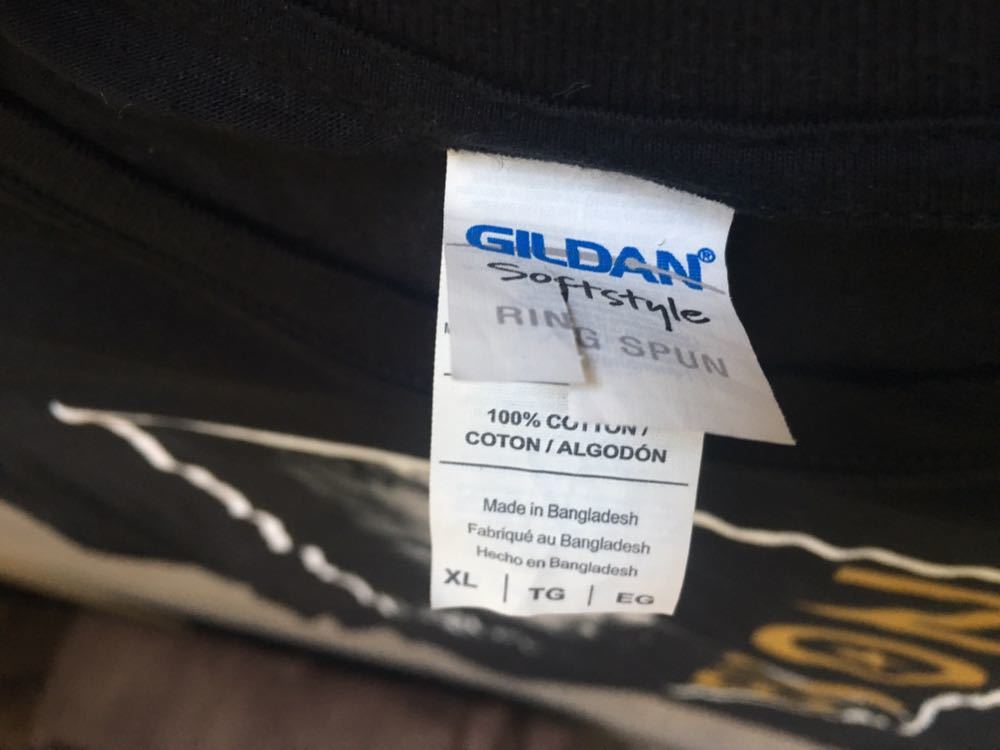 GILDAN®
Softstyle
RING SPUN
100% COTTON /
COTON / ALGODÓN
Made in Bangladesh
Fabriqué au Bangladesh
Hecho en Bangladesh
XL | TG | EG